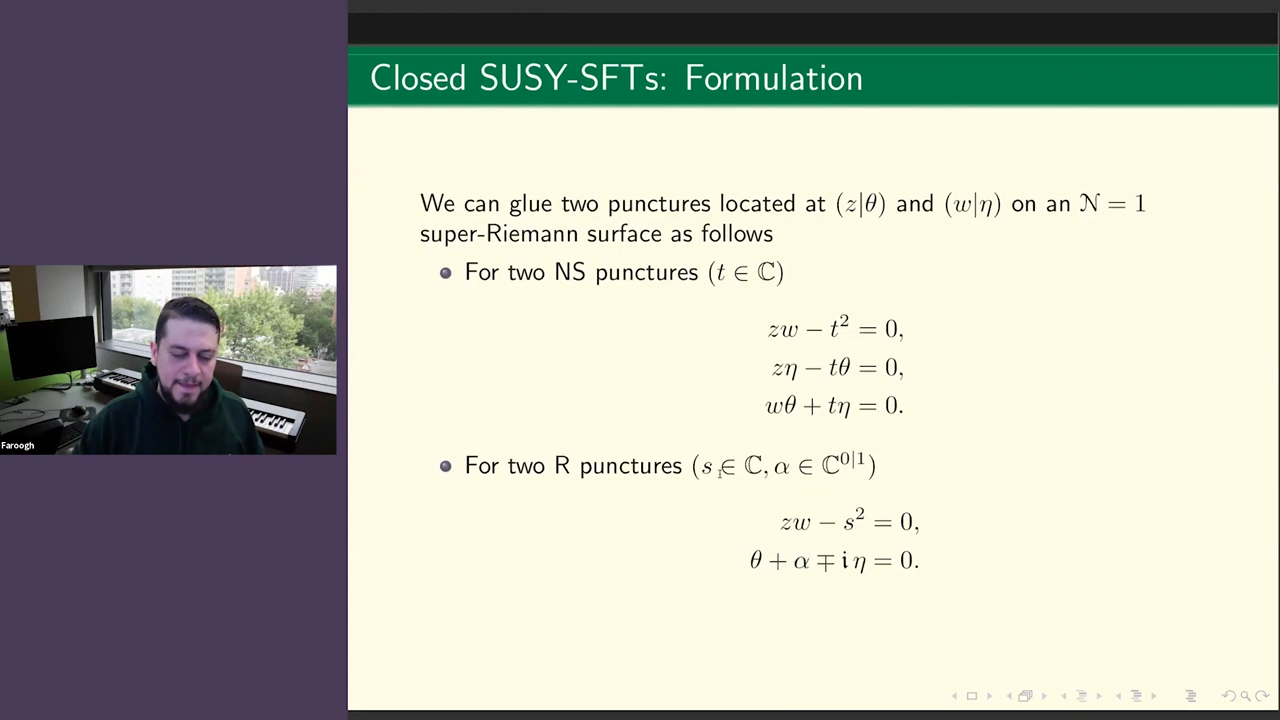 Closed SUSY-SFTs: Formulation
We can glue two punctures located at (z|θ) and (w|η) on an 𝒩 = 1
super-Riemann surface as follows
For two NS punctures (t ∈ ℂ)
zw − t² = 0,
zη − tθ = 0,
wθ + tη = 0.
Faroogh
For two R punctures (s ∈ ℂ, α ∈ ℂ⁰|¹)
zw − s² = 0,
θ + α ∓ i η = 0.